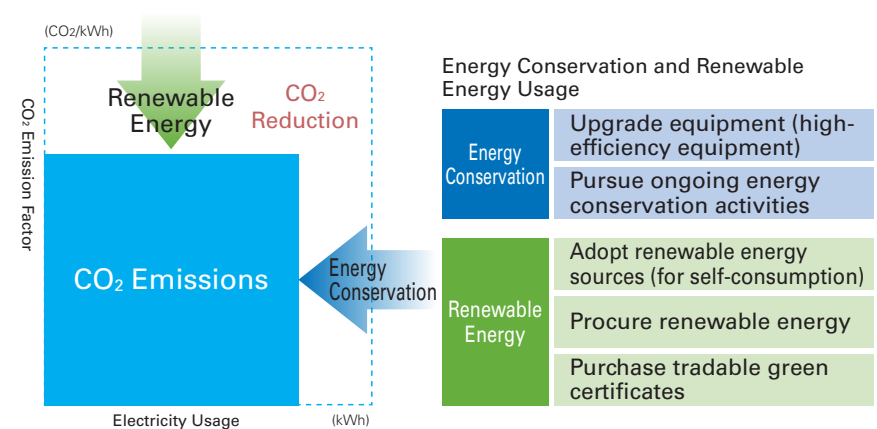 (CO₂/kWh)
Renewable
Energy
CO₂
Reduction
CO₂ Emission Factor
CO₂ Emissions
Energy
Conservation
Electricity Usage
(kWh)
Energy Conservation and Renewable
Energy Usage
Energy
Conservation
Upgrade equipment (high-
efficiency equipment)
Pursue ongoing energy
conservation activities
Renewable
Energy
Adopt renewable energy
sources (for self-consumption)
Procure renewable energy
Purchase tradable green
certificates